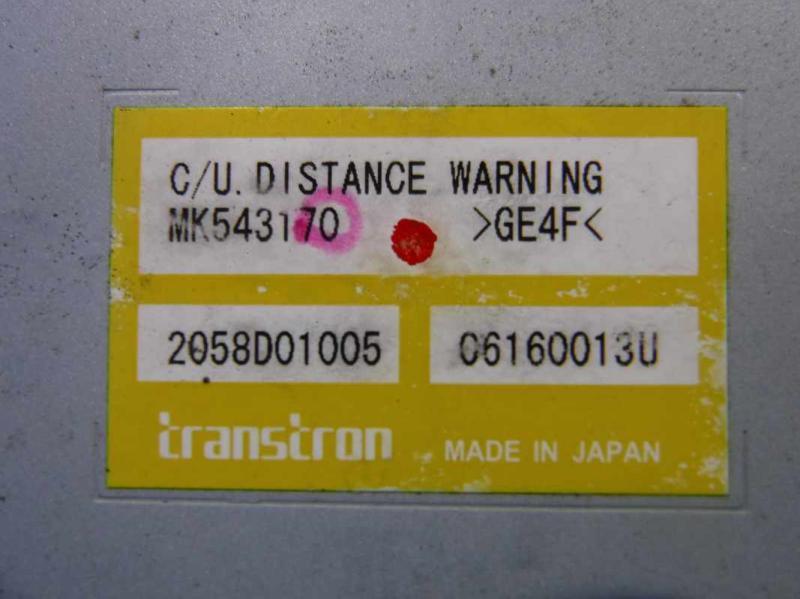 C/U. DISTANCE WARNING
MK543170 >GE4F<
2058D01005 C6160013U
transtron MADE IN JAPAN